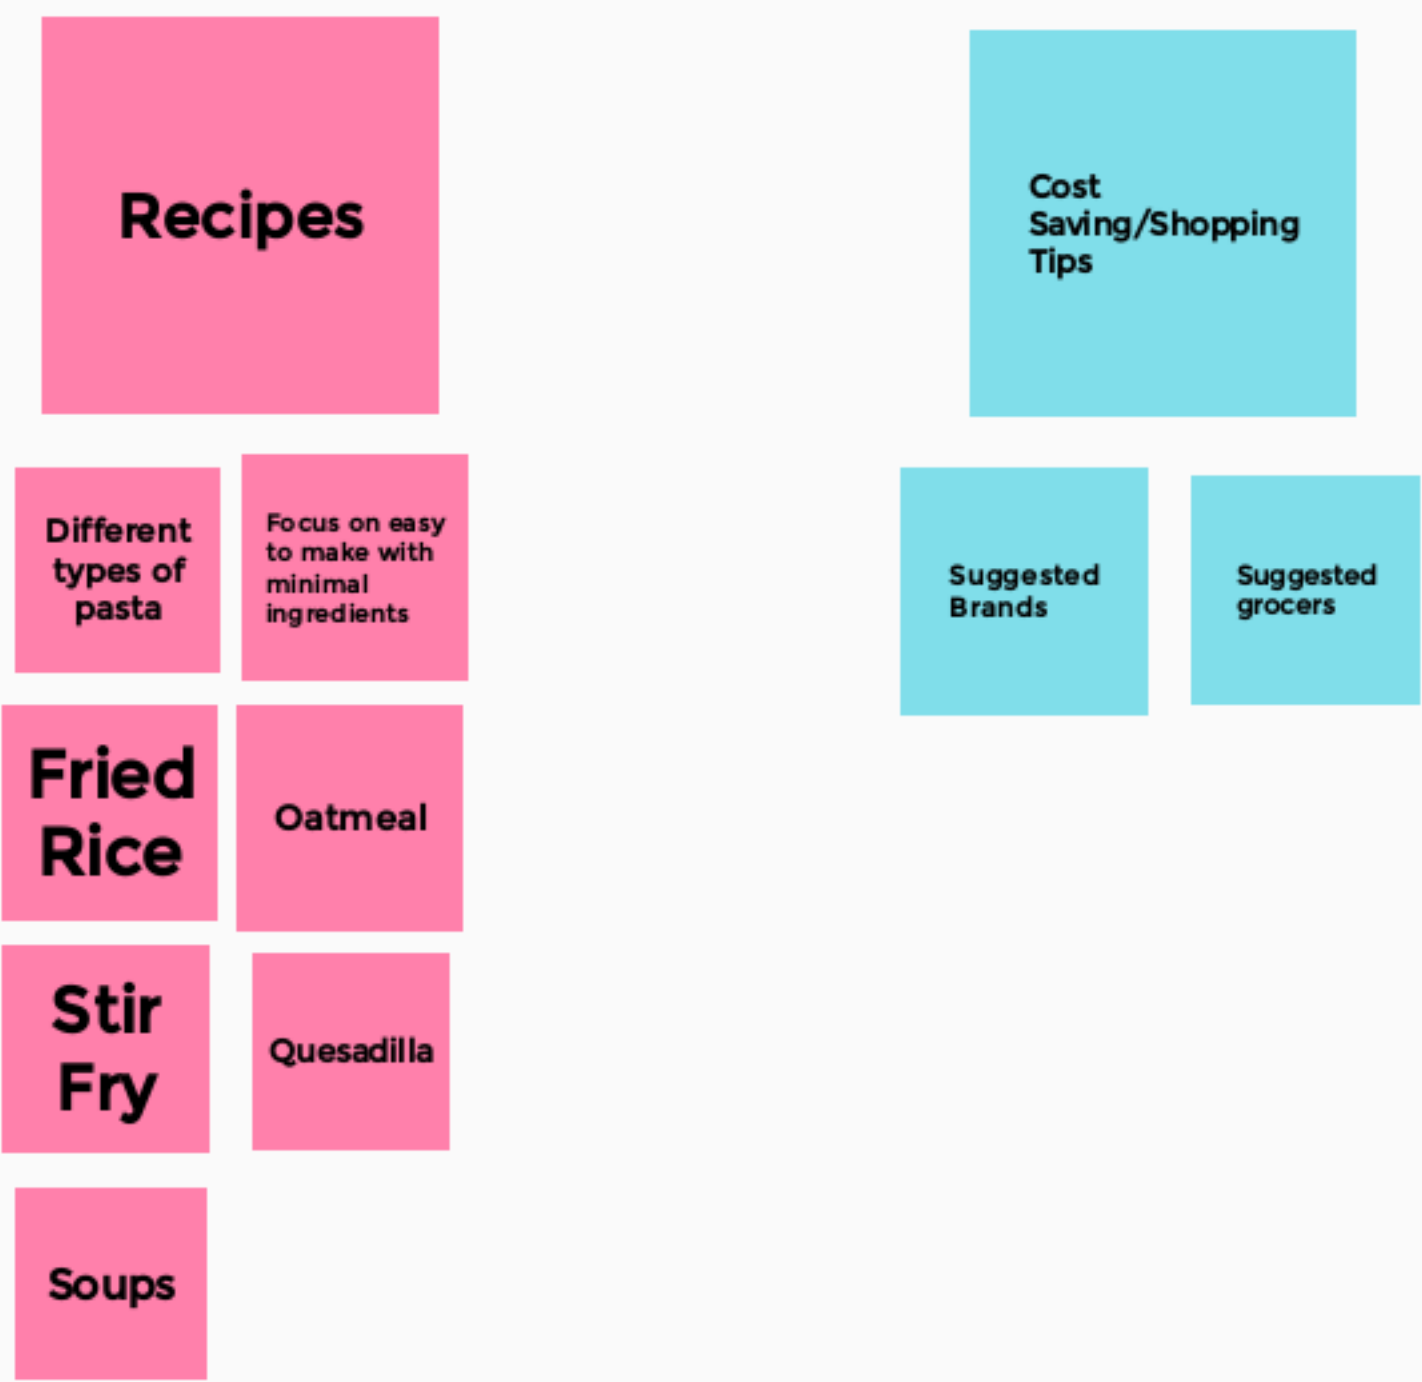 Recipes
Cost
Saving/Shopping
Tips
Different
types of
pasta
Focus on easy
to make with
minimal
ingredients
Suggested
Brands
Suggested
grocers
Fried
Rice
Oatmeal
Stir
Fry
Quesadilla
Soups